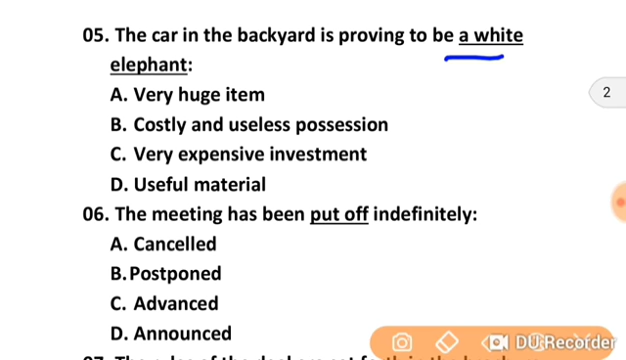 05. The car in the backyard is proving to be a white
elephant:
A. Very huge item
B. Costly and useless possession
C. Very expensive investment
D. Useful material
2
06. The meeting has been put off indefinitely:
A. Cancelled
B. Postponed
C. Advanced
D. Announced
DU Recorder